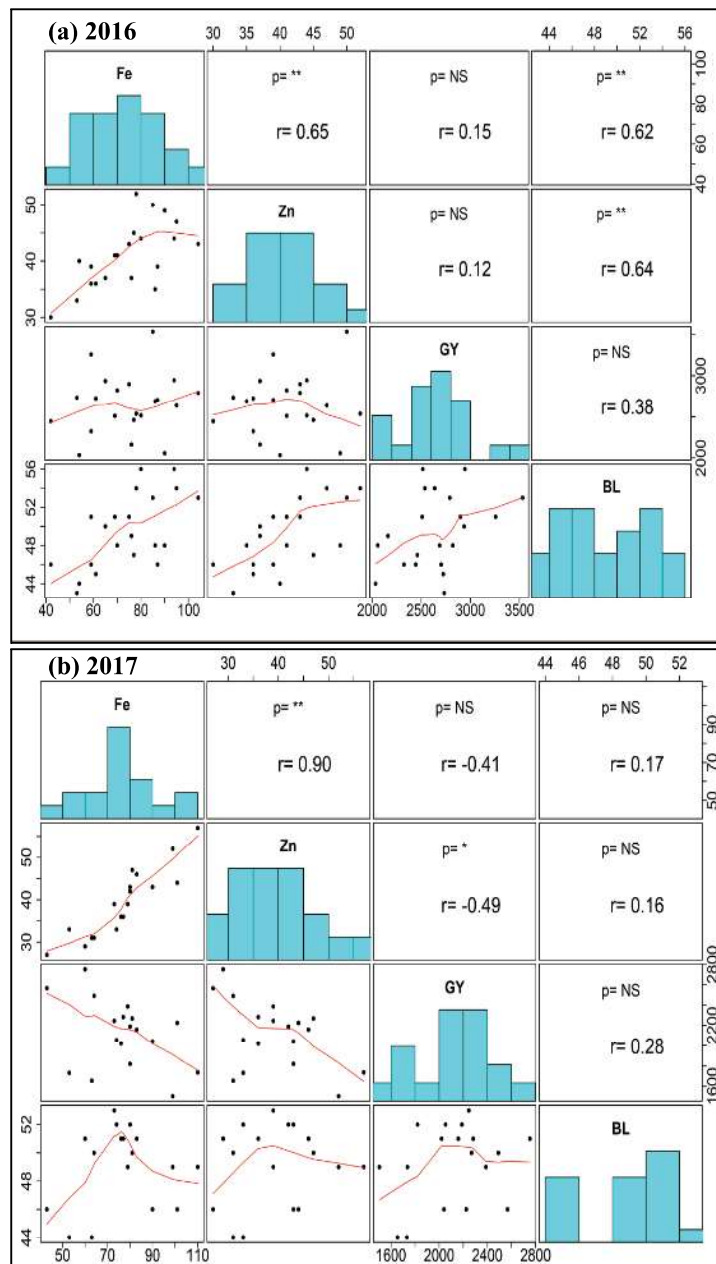 (a) 2016
30 35 40 45 50
44 48 52 56
Fe
p= **
r= 0.65
p= NS
r= 0.15
p= **
r= 0.62
40 60 80 100
30 40 50
Zn
p= NS
r= 0.12
p= **
r= 0.64
GY
p= NS
r= 0.38
2000 3000
44 48 52 56
BL
40 60 80 100
2000 2500 3000 3500
(b) 2017
30 40 50
44 46 48 50 52
Fe
p= **
r= 0.90
p= NS
r= -0.41
p= NS
r= 0.17
50 70 90
30 40 50
Zn
p= *
r= -0.49
p= NS
r= 0.16
GY
p= NS
r= 0.28
1600 2200 2800
44 48 52
BL
50 70 90 110
1600 2000 2400 2800